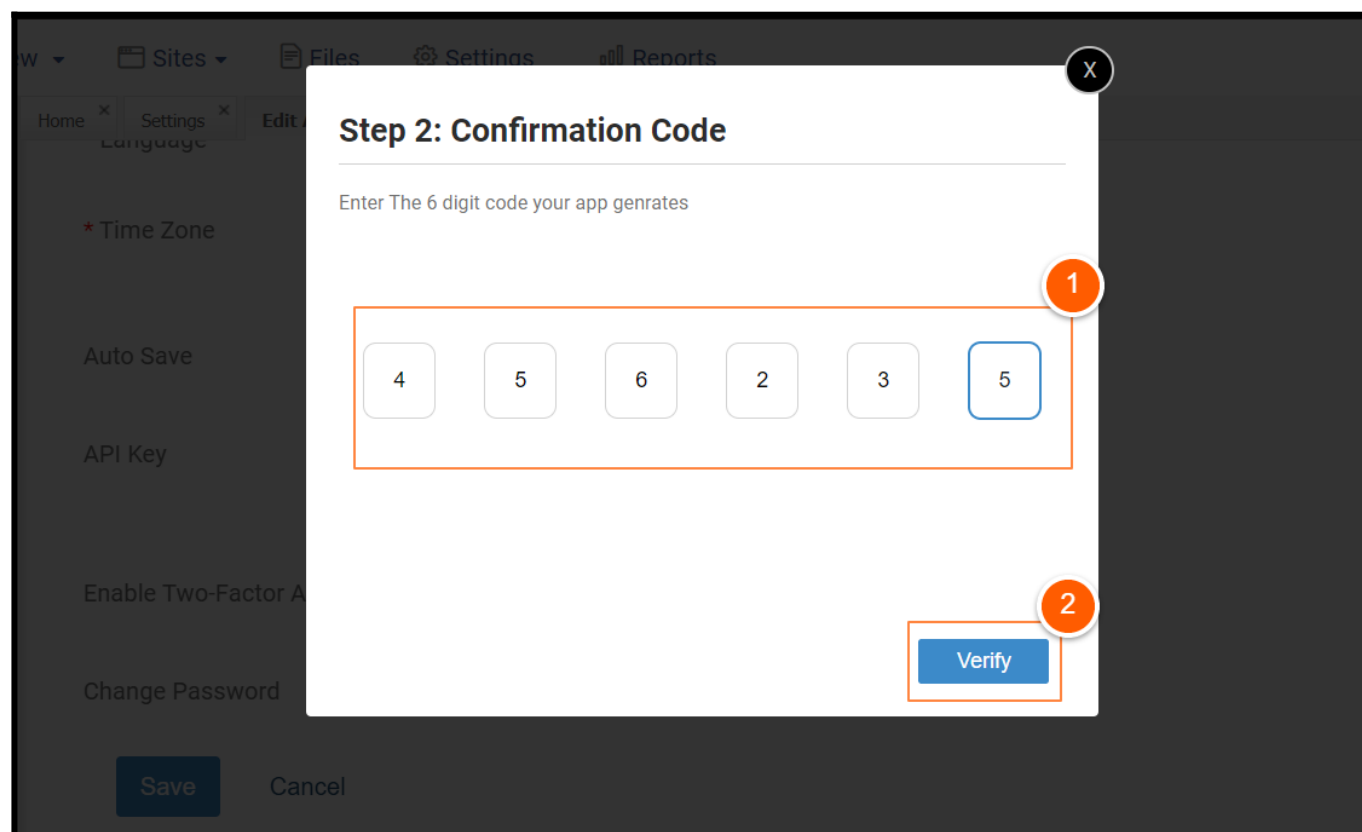 ew Sites Files Settings Reports
X
Home × Settings × Edit A
Language
Step 2: Confirmation Code
Enter The 6 digit code your app genrates
* Time Zone
1
Auto Save
4 5 6 2 3 5
API Key
Enable Two-Factor A
2
Verify
Change Password
Save Cancel